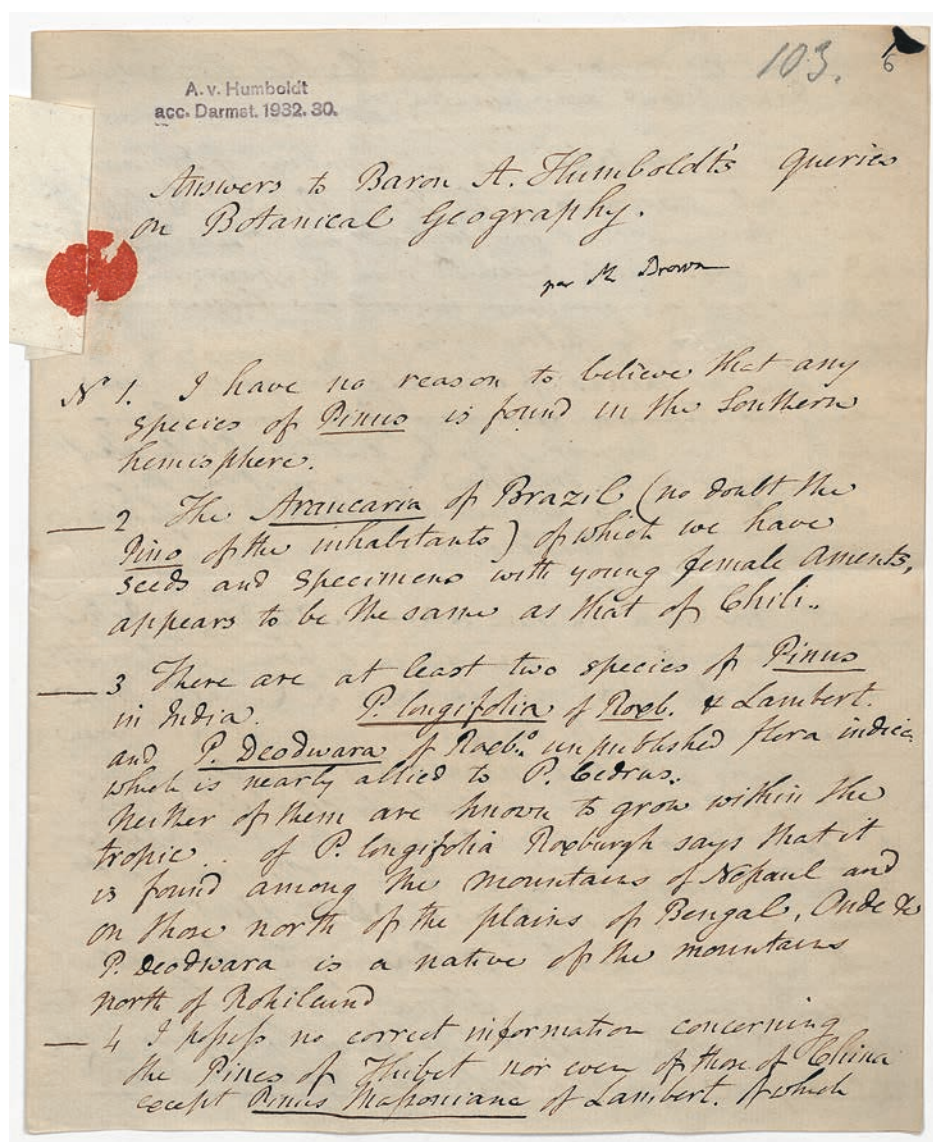 103. 1
6
A. v. Humboldt
acc. Darmst. 1932. 30.
Answers to Baron A. Humboldt's Queries
on Botanical Geography.
par M Brown
N 1. I have no reason to believe that any
species of Pinus is found in the Southern
hemisphere.
— 2 The Araucaria of Brazil (no doubt the
Pino of the inhabitants) of which we have
seeds and specimens with young female aments,
appears to be the same as that of Chili.
— 3 There are at least two species of Pinus
in India. P. longifolia of Roxb. & Lambert.
and P. Deodwara of Roxb. unpublished flora indica
which is nearly allied to P. Cedrus.
Neither of them are known to grow within the
tropic .. of P. longifolia Roxburgh says that it
is found among the mountains of Nepaul and
on those north of the plains of Bengal, Oude &c
P. Deodwara is a native of the mountains
north of Rohilcund
— 4 I possess no correct information concerning
the Pines of Thibet nor even of those of China
except Pinus Massoniana of Lambert. of which